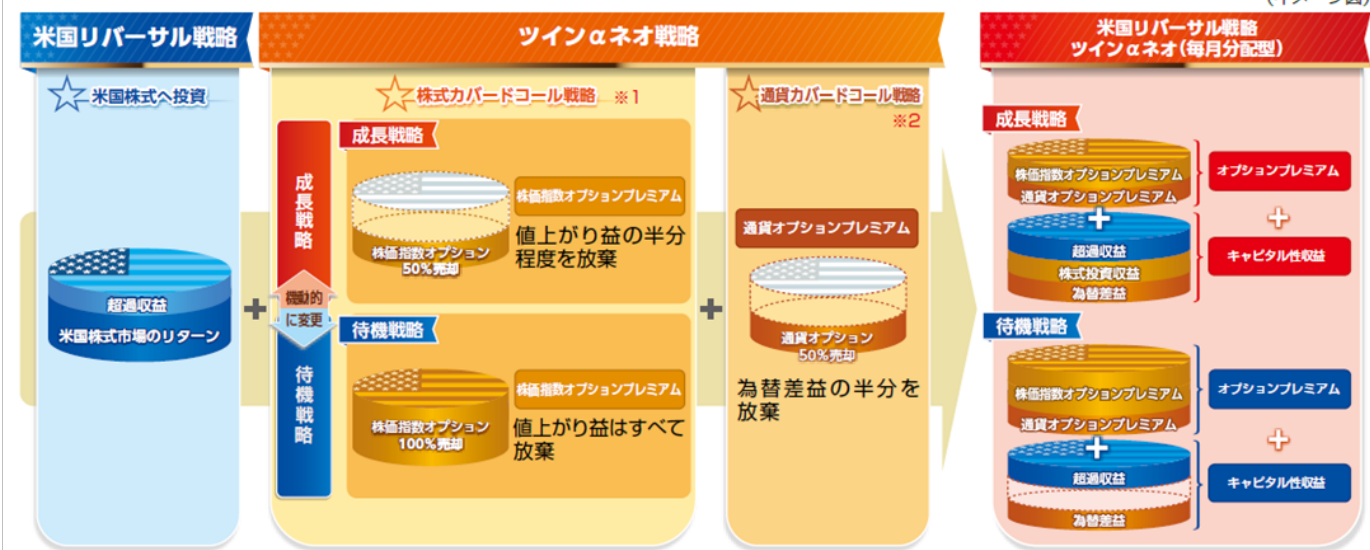 (イメージ図)
米国リバーサル戦略
ツインαネオ戦略
米国リバーサル戦略
ツインαネオ(毎月分配型)
米国株式へ投資
超過収益
米国株式市場のリターン
+
株式カバードコール戦略 ※1
成長戦略
機動的
に変更
待機戦略
成長戦略
株価指数オプション
50%売却
株価指数オプションプレミアム
値上がり益の半分
程度を放棄
待機戦略
株価指数オプション
100%売却
株価指数オプションプレミアム
値上がり益はすべて
放棄
+
通貨カバードコール戦略
※2
通貨オプションプレミアム
通貨オプション
50%売却
為替差益の半分を
放棄
成長戦略
株価指数オプションプレミアム
通貨オプションプレミアム
+
超過収益
株式投資収益
為替差益
オプションプレミアム
+
キャピタル性収益
待機戦略
株価指数オプションプレミアム
通貨オプションプレミアム
+
超過収益
為替差益
オプションプレミアム
+
キャピタル性収益